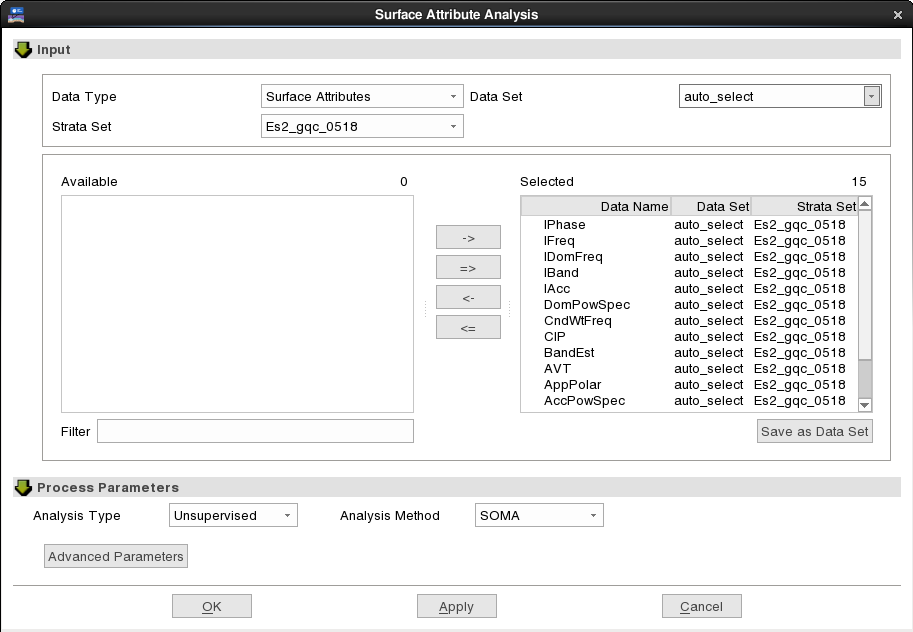 Surface Attribute Analysis
Input
Data Type Surface Attributes Data Set auto_select
Strata Set Es2_gqc_0518
Available 0 Selected 15
Data Name Data Set Strata Set
IPhase auto_select Es2_gqc_0518
IFreq auto_select Es2_gqc_0518
IDomFreq auto_select Es2_gqc_0518
IBand auto_select Es2_gqc_0518
IAcc auto_select Es2_gqc_0518
DomPowSpec auto_select Es2_gqc_0518
CndWtFreq auto_select Es2_gqc_0518
CIP auto_select Es2_gqc_0518
BandEst auto_select Es2_gqc_0518
AVT auto_select Es2_gqc_0518
AppPolar auto_select Es2_gqc_0518
AccPowSpec auto_select Es2_gqc_0518
->
=>
<-
<=
Filter Save as Data Set
Process Parameters
Analysis Type Unsupervised Analysis Method SOMA
Advanced Parameters
OK Apply Cancel